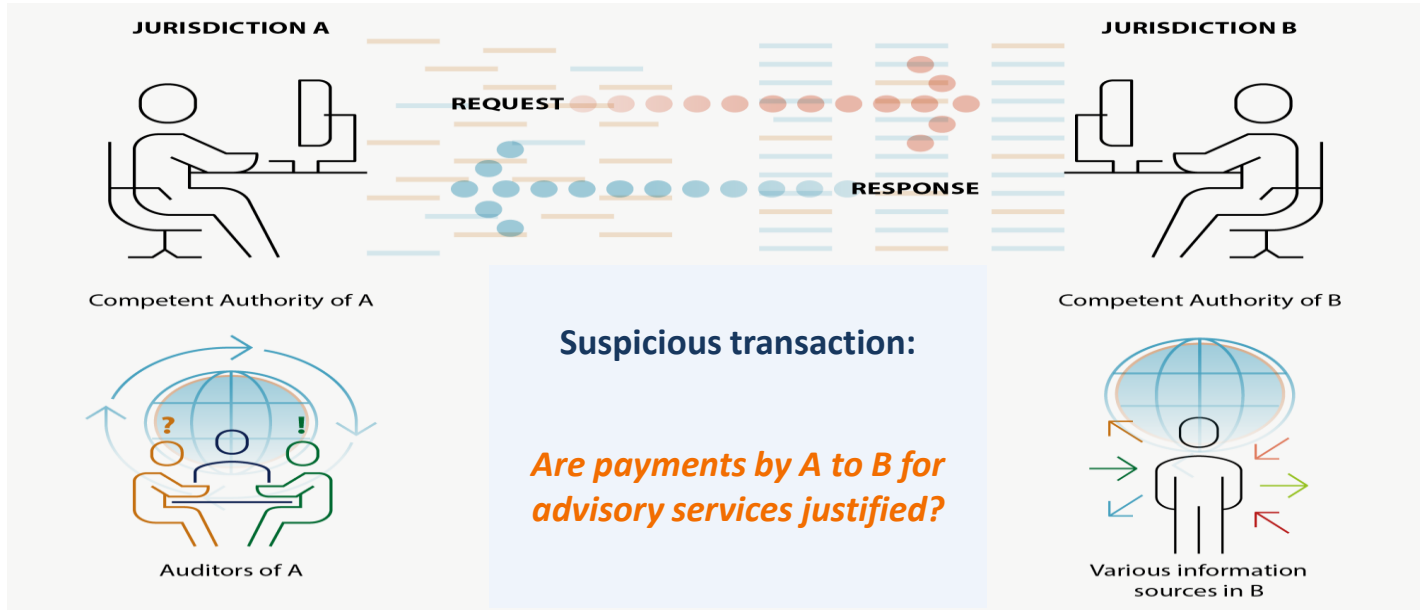 JURISDICTION A
JURISDICTION B
REQUEST
RESPONSE
Competent Authority of A
Competent Authority of B
Suspicious transaction:
Are payments by A to B for
advisory services justified?
?
!
Auditors of A
Various information
sources in B